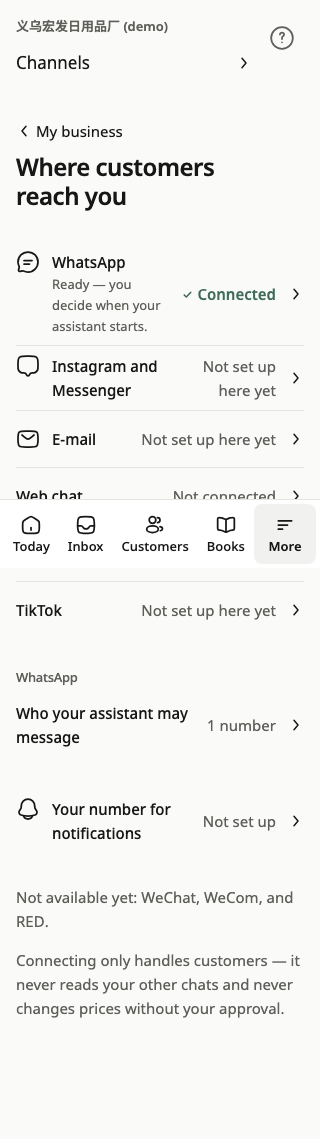 义乌宏发日用品厂 (demo)
Channels
My business
Where customers
reach you
WhatsApp
Ready — you
decide when your
assistant starts.
Connected
Instagram and
Messenger
Not set up
here yet
E-mail
Not set up here yet
Web chat
Not connected
Today
Inbox
Customers
Books
More
TikTok
Not set up here yet
WhatsApp
Who your assistant may
message
1 number
Your number for
notifications
Not set up
Not available yet: WeChat, WeCom, and
RED.
Connecting only handles customers — it
never reads your other chats and never
changes prices without your approval.